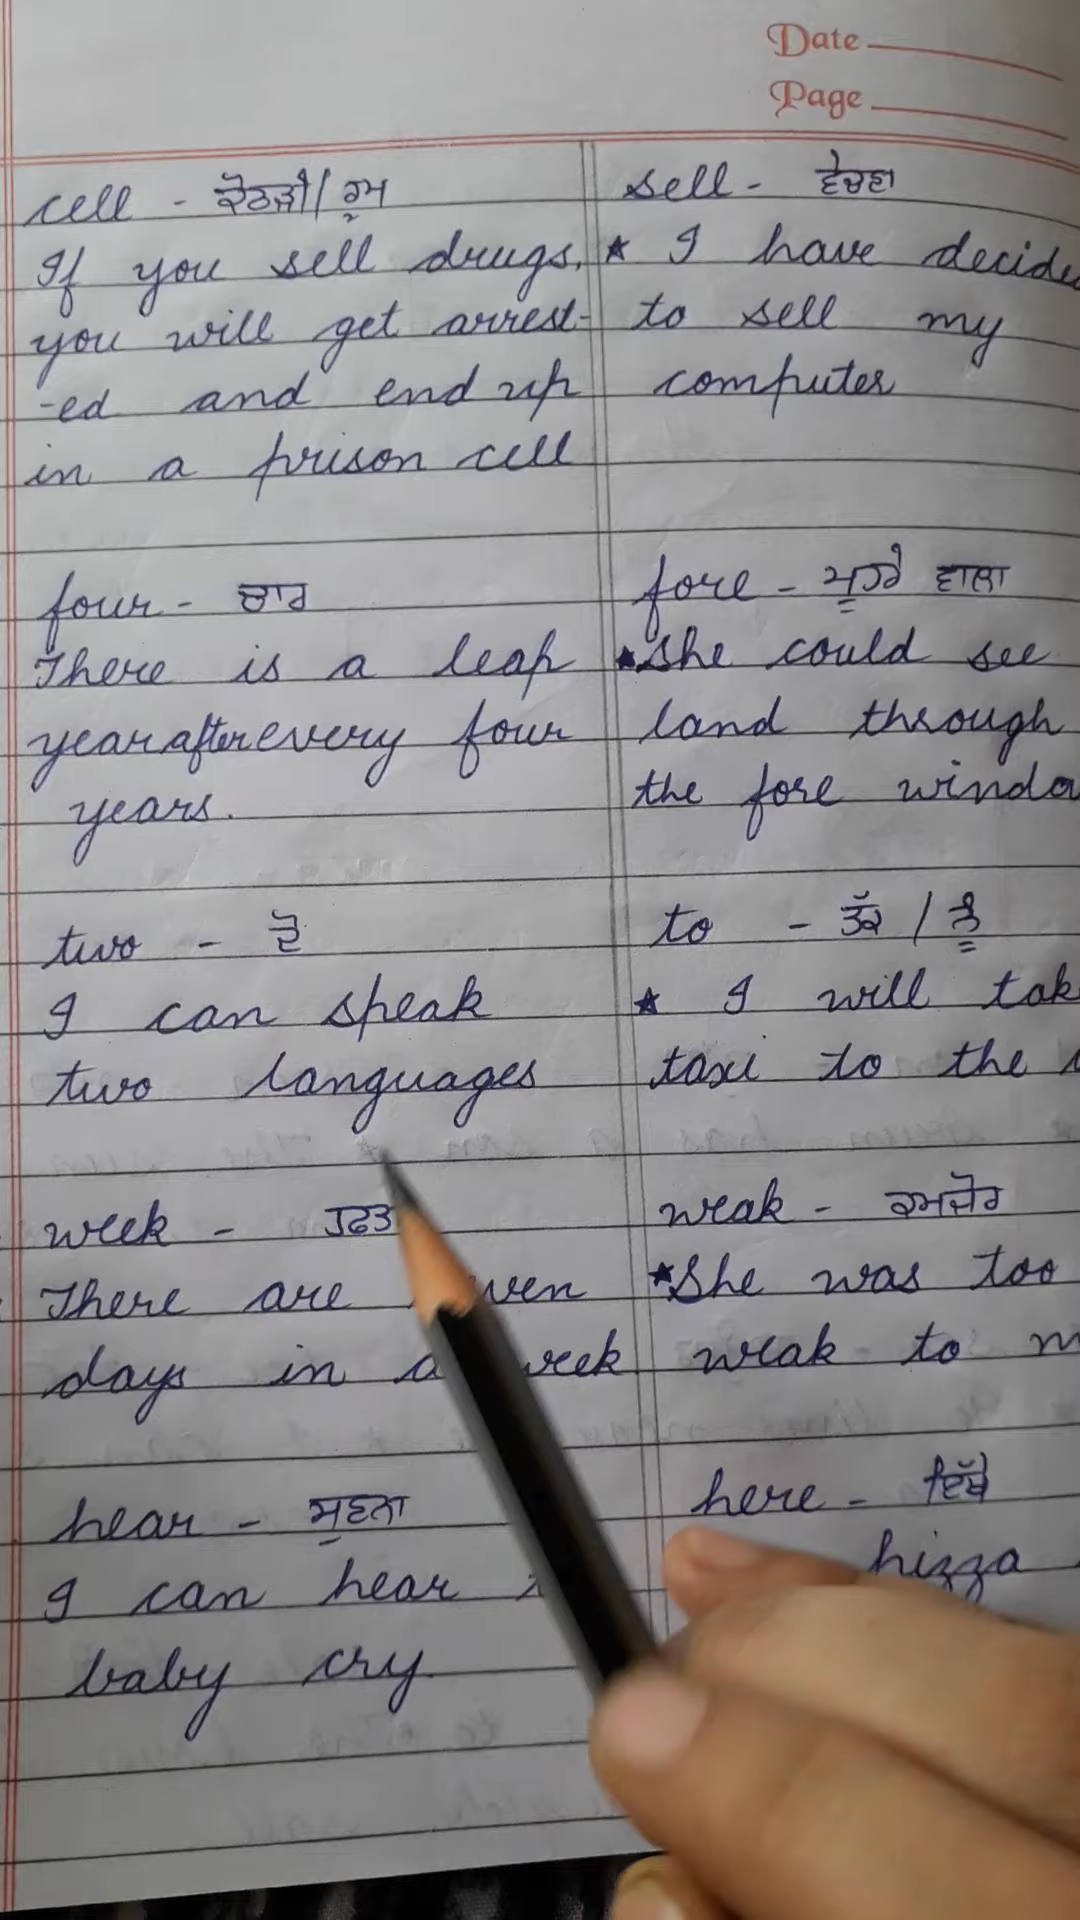 Date
Page
cell - ਕੋਠੜੀ/ਰੂਮ
If you sell drugs,
you will get arrest-
-ed and end up
in a prison cell
sell - ਵੇਚਣਾ
★ I have decide
to sell my
computer
four - ਚਾਰ
There is a leap
year after every four
years.
fore - ਮੂਹਰੇ ਵਾਲਾ
★ She could see
land through
the fore windo
two - ਦੋ
I can speak
two languages
to - ਤੱਕ / ਨੂੰ
★ I will tak
taxi to the
week - ਹਫਤ
There are
days in a week
weak - ਕਮਜੋਰ
★ She was too
weak to m
hear - ਸੁਣਨਾ
I can hear
baby cry.
here - ਇੱਥੇ
pizza